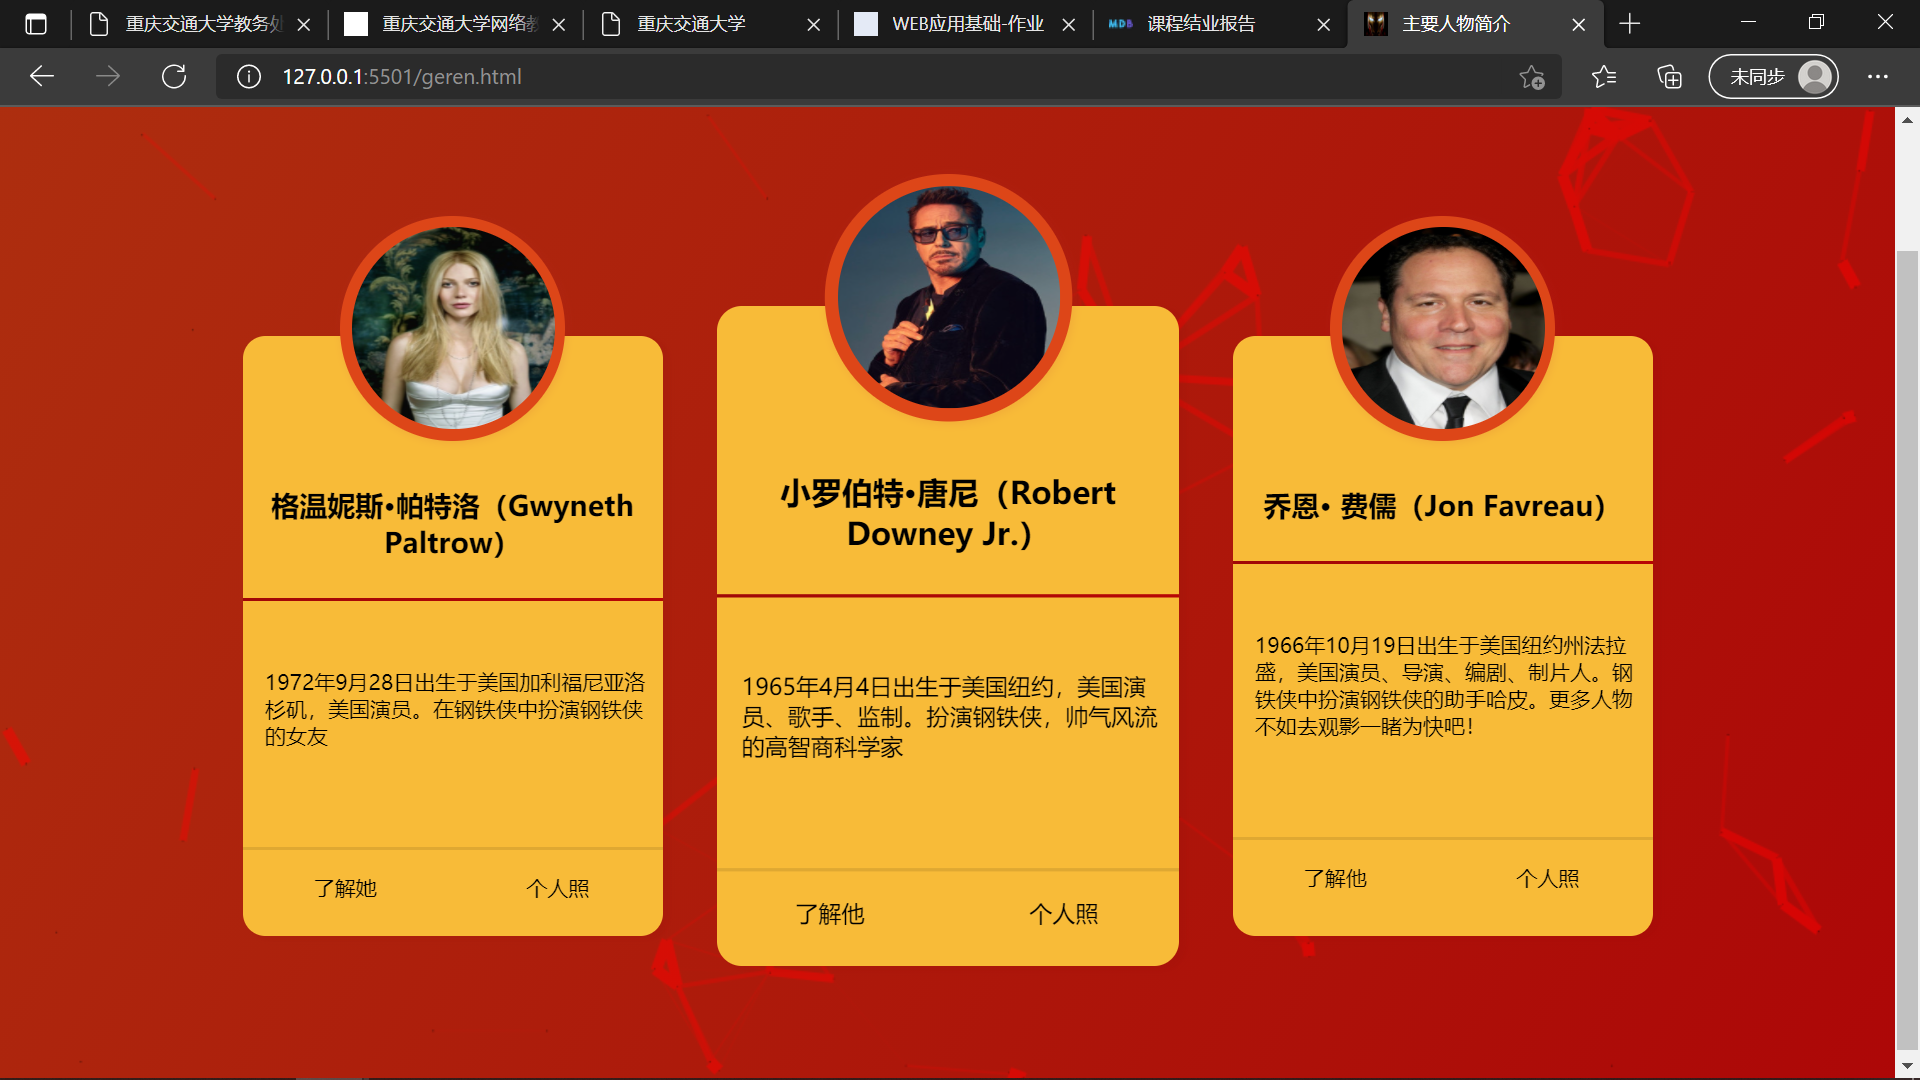 重庆交通大学教务处
重庆交通大学网络教
重庆交通大学
WEB应用基础-作业
MDB
课程结业报告
主要人物简介
127.0.0.1:5501/geren.html
未同步
格温妮斯•帕特洛（Gwyneth
Paltrow）
1972年9月28日出生于美国加利福尼亚洛
杉矶，美国演员。在钢铁侠中扮演钢铁侠
的女友
了解她
个人照
小罗伯特•唐尼（Robert
Downey Jr.）
1965年4月4日出生于美国纽约，美国演
员、歌手、监制。扮演钢铁侠，帅气风流
的高智商科学家
了解他
个人照
乔恩• 费儒（Jon Favreau）
1966年10月19日出生于美国纽约州法拉
盛，美国演员、导演、编剧、制片人。钢
铁侠中扮演钢铁侠的助手哈皮。更多人物
不如去观影一睹为快吧！
了解他
个人照